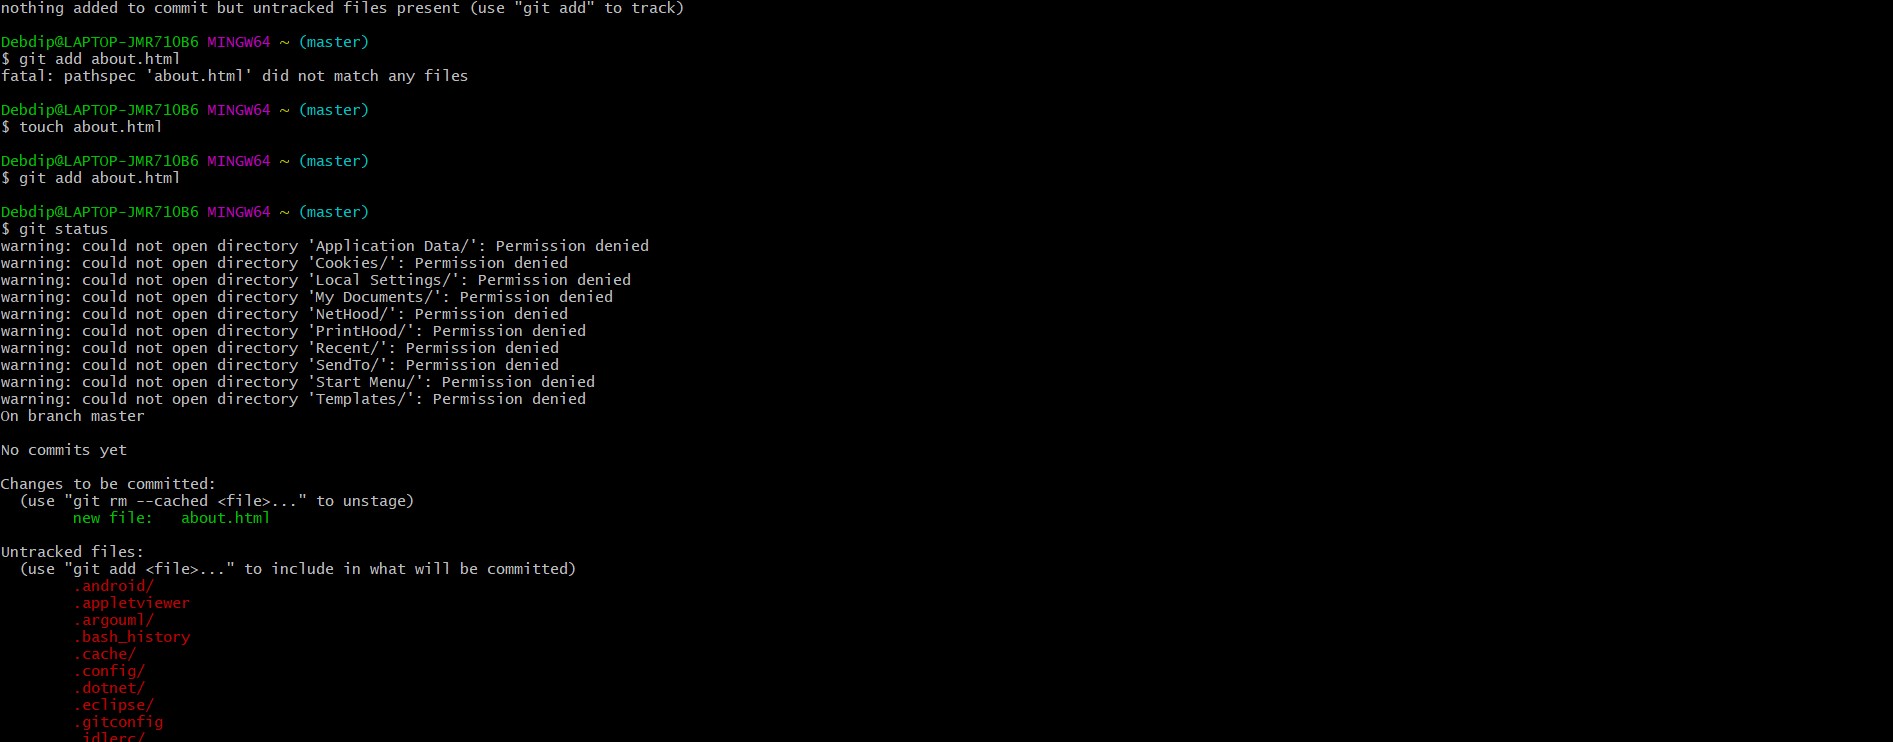 nothing added to commit but untracked files present (use "git add" to track)
Debdip@LAPTOP-JMR71OB6 MINGW64 ~ (master)
$ git add about.html
fatal: pathspec 'about.html' did not match any files
Debdip@LAPTOP-JMR71OB6 MINGW64 ~ (master)
$ touch about.html
Debdip@LAPTOP-JMR71OB6 MINGW64 ~ (master)
$ git add about.html
Debdip@LAPTOP-JMR71OB6 MINGW64 ~ (master)
$ git status
warning: could not open directory 'Application Data/': Permission denied
warning: could not open directory 'Cookies/': Permission denied
warning: could not open directory 'Local Settings/': Permission denied
warning: could not open directory 'My Documents/': Permission denied
warning: could not open directory 'NetHood/': Permission denied
warning: could not open directory 'PrintHood/': Permission denied
warning: could not open directory 'Recent/': Permission denied
warning: could not open directory 'SendTo/': Permission denied
warning: could not open directory 'Start Menu/': Permission denied
warning: could not open directory 'Templates/': Permission denied
On branch master
No commits yet
Changes to be committed:
  (use "git rm --cached <file>..." to unstage)
        new file:   about.html
Untracked files:
  (use "git add <file>..." to include in what will be committed)
        .android/
        .appletviewer
        .argouml/
        .bash_history
        .cache/
        .config/
        .dotnet/
        .eclipse/
        .gitconfig
        .idlerc/